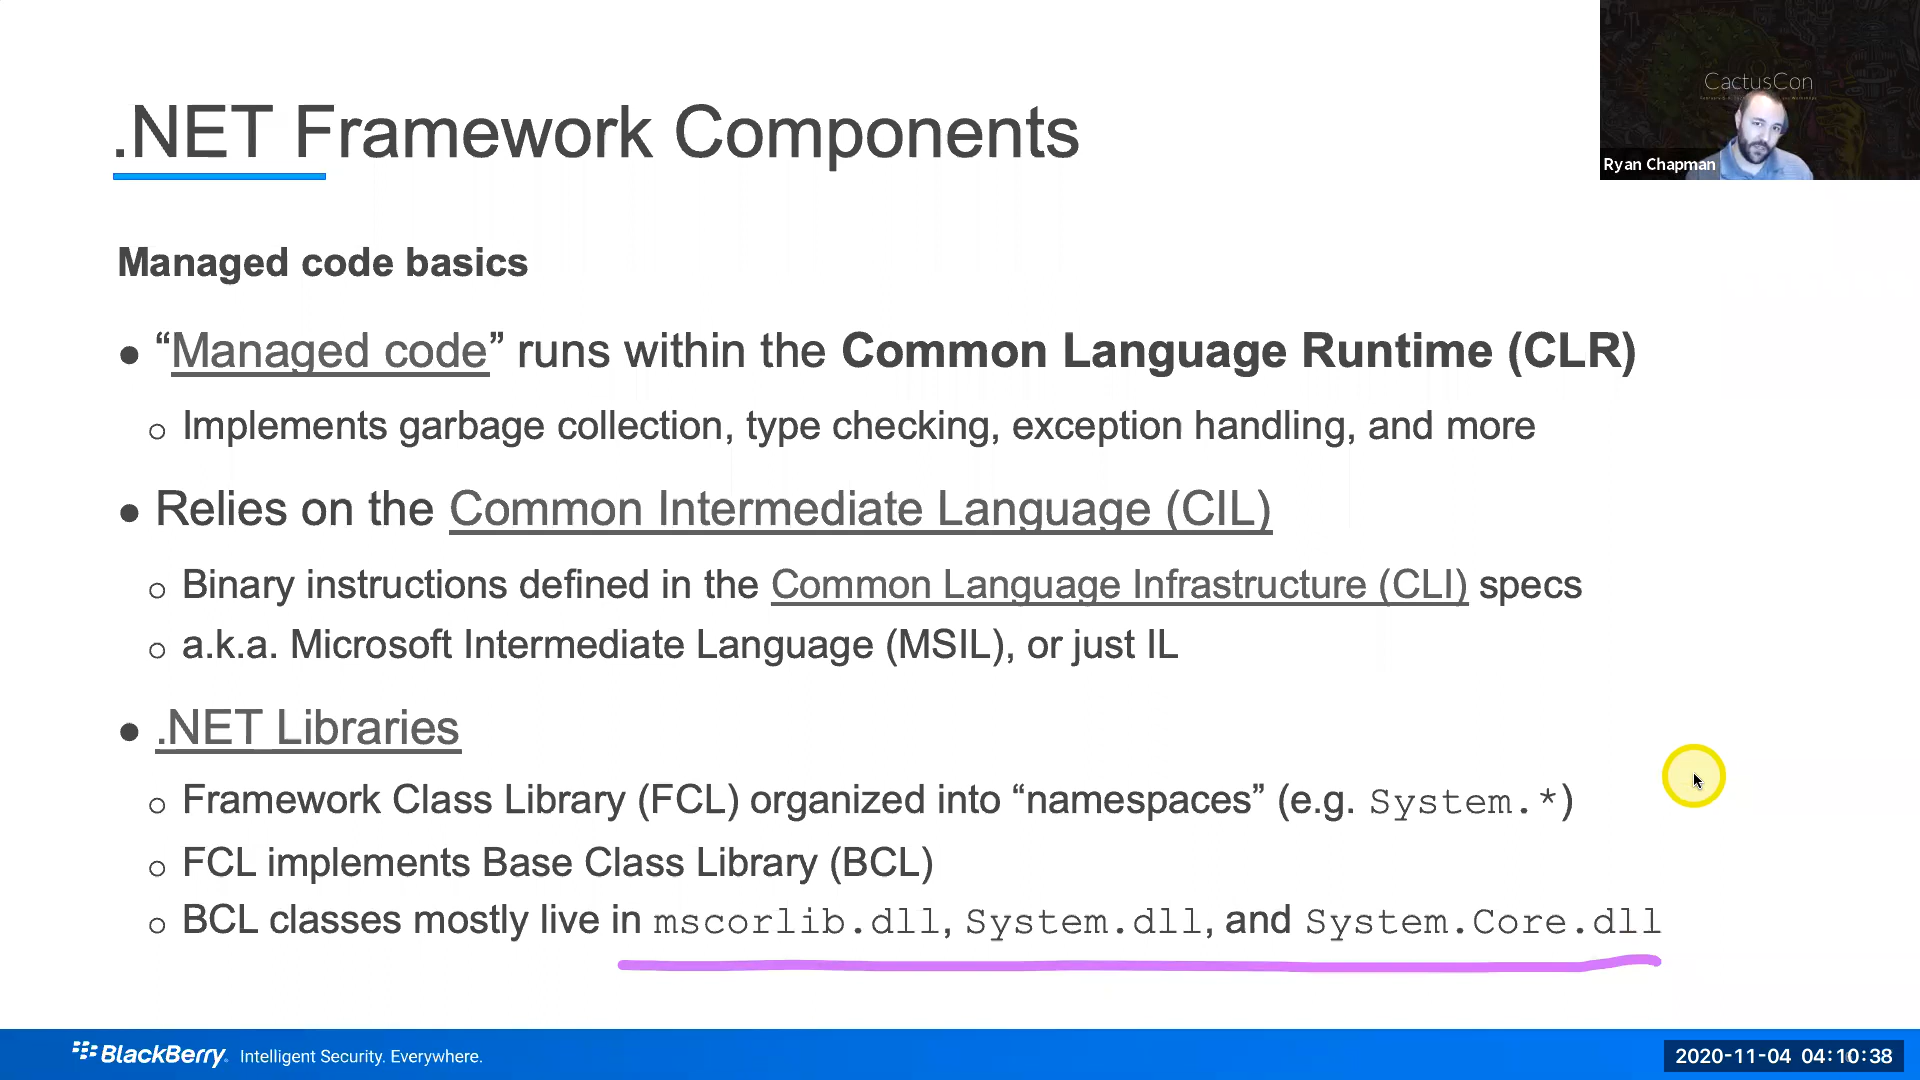 CactusCon
Ryan Chapman
.NET Framework Components
Managed code basics
● “Managed code” runs within the Common Language Runtime (CLR)
○ Implements garbage collection, type checking, exception handling, and more
● Relies on the Common Intermediate Language (CIL)
○ Binary instructions defined in the Common Language Infrastructure (CLI) specs
○ a.k.a. Microsoft Intermediate Language (MSIL), or just IL
● .NET Libraries
○ Framework Class Library (FCL) organized into “namespaces” (e.g. System.*)
○ FCL implements Base Class Library (BCL)
○ BCL classes mostly live in mscorlib.dll, System.dll, and System.Core.dll
BlackBerry. Intelligent Security. Everywhere.
2020-11-04 04:10:38